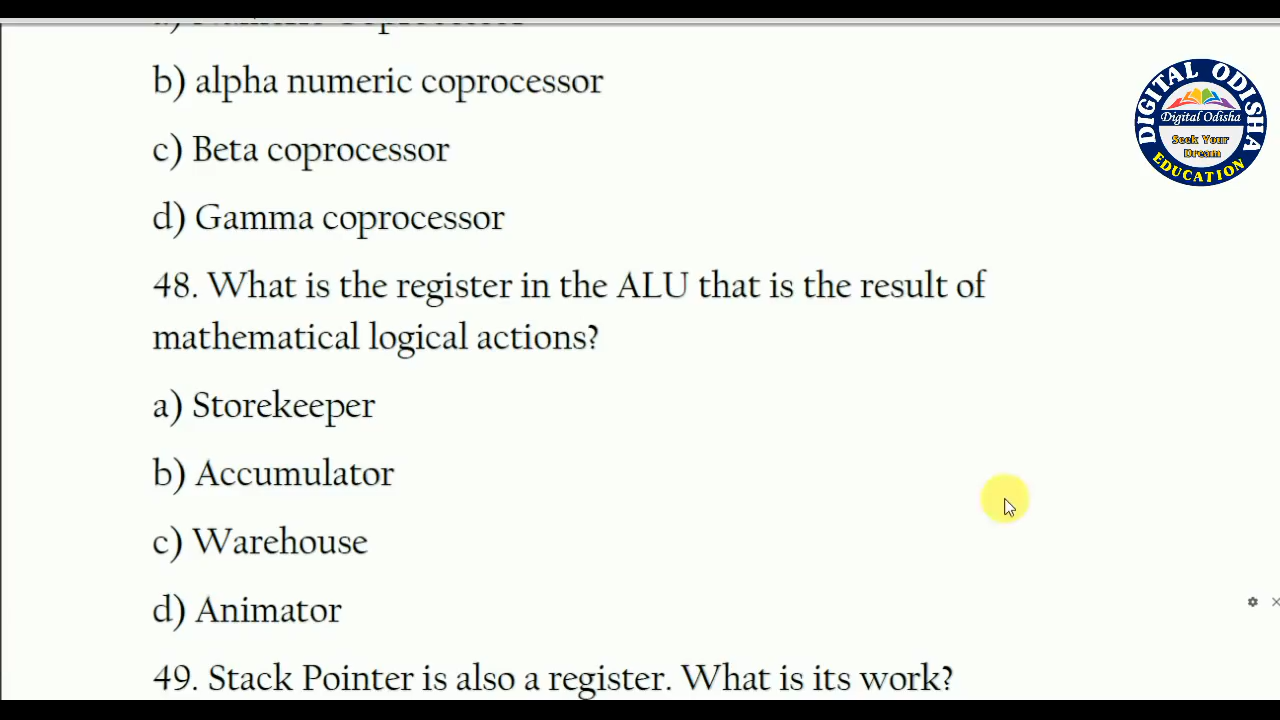 b) alpha numeric coprocessor
c) Beta coprocessor
d) Gamma coprocessor
48. What is the register in the ALU that is the result of
mathematical logical actions?
a) Storekeeper
b) Accumulator
c) Warehouse
d) Animator
49. Stack Pointer is also a register. What is its work?
DIGITAL ODISHA
Digital Odisha
Seek Your
Dream
EDUCATION